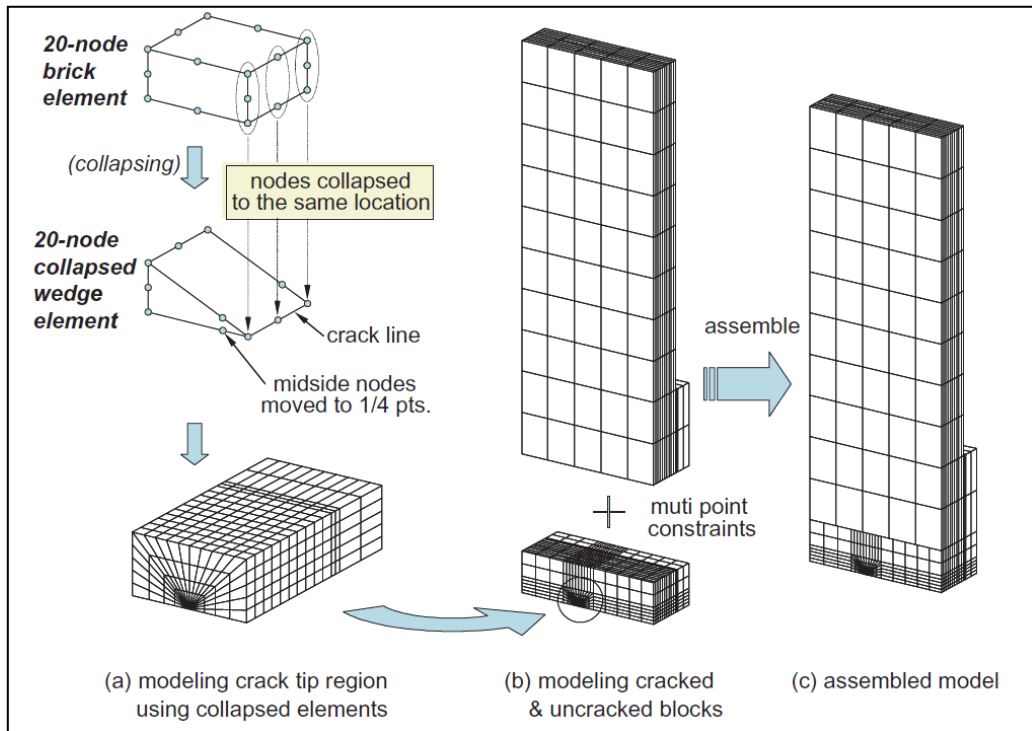 20-node
brick
element
(collapsing)
nodes collapsed
to the same location
20-node
collapsed
wedge
element
crack line
midside nodes
moved to 1/4 pts.
assemble
muti point
constraints
(a) modeling crack tip region
using collapsed elements
(b) modeling cracked
& uncracked blocks
(c) assembled model